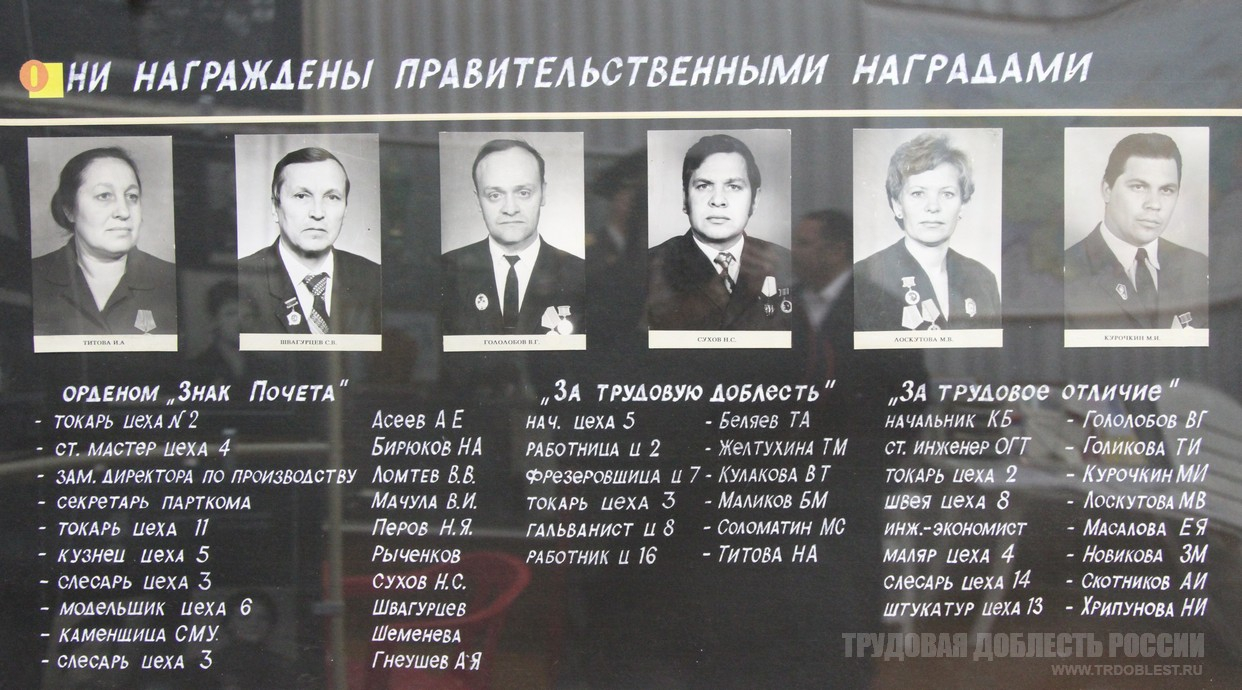 ОНИ НАГРАЖДЕНЫ ПРАВИТЕЛЬСТВЕННЫМИ НАГРАДАМИ
ТИТОВА И.А
ШВАГУРЦЕВ С.В.
ГОЛОЛОБОВ В.Г.
СУХОВ Н.С.
ЛОСКУТОВА М.В.
КУРОЧКИН М.И.
ОРДЕНОМ „ЗНАК ПОЧЕТА"
- ТОКАРЬ ЦЕХА №2 АСЕЕВ А Е
- СТ. МАСТЕР ЦЕХА 4 БИРЮКОВ НА
- ЗАМ. ДИРЕКТОРА ПО ПРОИЗВОДСТВУ ЛОМТЕВ В.В.
- СЕКРЕТАРЬ ПАРТКОМА МАЧУЛА В.И.
- ТОКАРЬ ЦЕХА 11 ПЕРОВ Н.Я.
- КУЗНЕЦ ЦЕХА 5 РЫЧЕНКОВ
- СЛЕСАРЬ ЦЕХА 3 СУХОВ Н.С.
- МОДЕЛЬЩИК ЦЕХА 6 ШВАГУРЦЕВ
- КАМЕНЩИЦА СМУ. ШЕМЕНЕВА
- СЛЕСАРЬ ЦЕХА 3 ГНЕУШЕВ А.Я
„ЗА ТРУДОВУЮ ДОБЛЕСТЬ"
НАЧ. ЦЕХА 5 - БЕЛЯЕВ ТА
РАБОТНИЦА Ц 2 - ЖЕЛТУХИНА ТМ
ФРЕЗЕРОВЩИЦА Ц 7 - КУЛАКОВА ВТ
ТОКАРЬ ЦЕХА 3 - МАЛИКОВ БМ
ГАЛЬВАНИСТ Ц 8 - СОЛОМАТИН МС
РАБОТНИК Ц 16 - ТИТОВА НА
„ЗА ТРУДОВОЕ ОТЛИЧИЕ"
НАЧАЛЬНИК КБ - ГОЛОЛОБОВ ВГ
СТ. ИНЖЕНЕР ОГТ - ГОЛИКОВА ТИ
ТОКАРЬ ЦЕХА 2 - КУРОЧКИН МИ
ШВЕЯ ЦЕХА 8 - ЛОСКУТОВА МВ
ИНЖ.-ЭКОНОМИСТ - МАСАЛОВА ЕЯ
МАЛЯР ЦЕХА 4 - НОВИКОВА ЗМ
СЛЕСАРЬ ЦЕХА 14 - СКОТНИКОВ АИ
ШТУКАТУР ЦЕХА 13 - ХРИПУНОВА НИ
ТРУДОВАЯ ДОБЛЕСТЬ РОССИИ
WWW.TRDOBLEST.RU